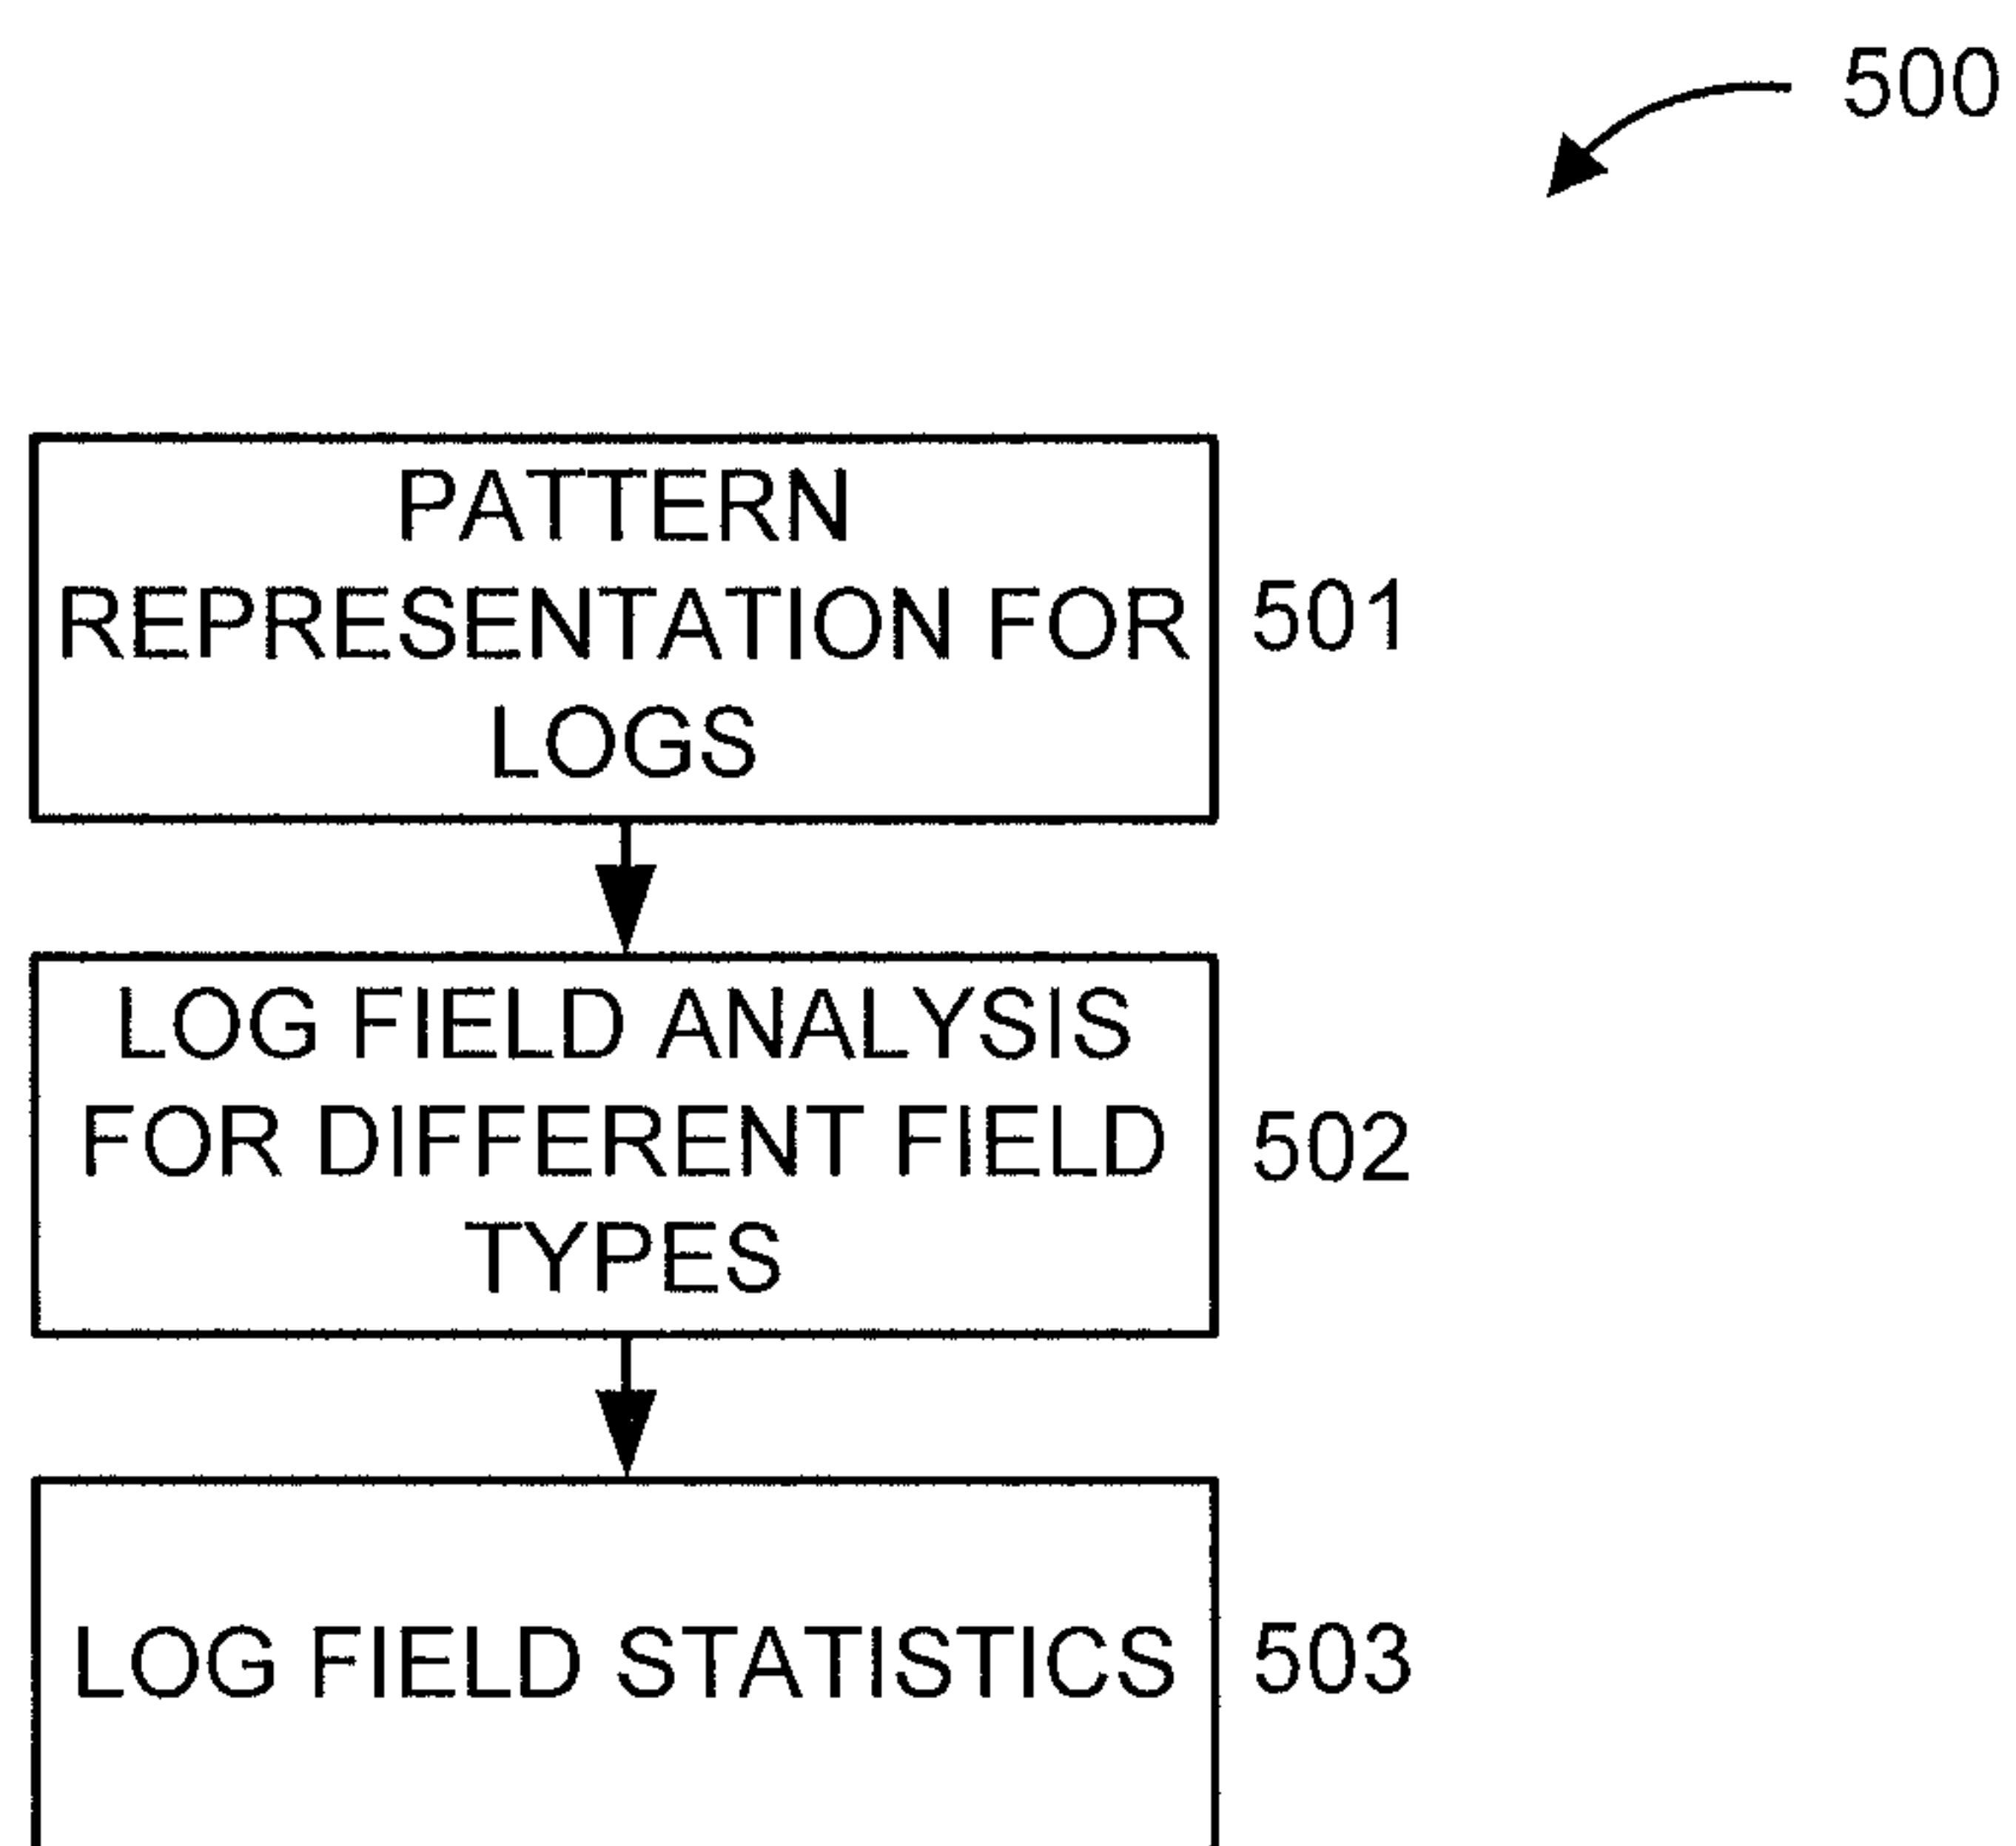 500
PATTERN
REPRESENTATION FOR
LOGS
501
LOG FIELD ANALYSIS
FOR DIFFERENT FIELD
TYPES
502
LOG FIELD STATISTICS
503